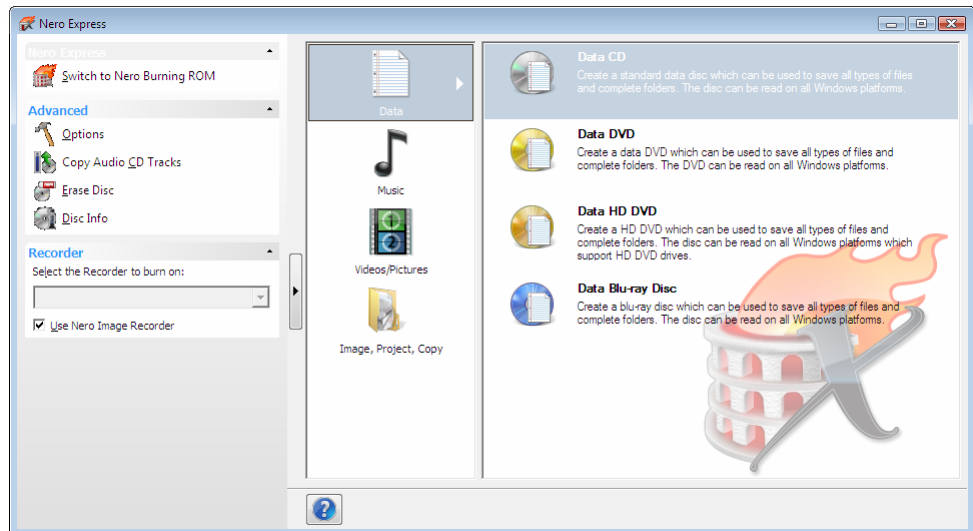 Nero Express
Nero Express
Switch to Nero Burning ROM
Advanced
Options
Copy Audio CD Tracks
Erase Disc
Disc Info
Recorder
Select the Recorder to burn on:
Use Nero Image Recorder
Data
Music
1
2
Videos/Pictures
Image, Project, Copy
Data CD
Create a standard data disc which can be used to save all types of files
and complete folders. The disc can be read on all Windows platforms.
Data DVD
Create a data DVD which can be used to save all types of files and
complete folders. The DVD can be read on all Windows platforms.
Data HD DVD
Create a HD DVD which can be used to save all types of files and
complete folders. The disc can be read on all Windows platforms which
support HD DVD drives.
Data Blu-ray Disc
Create a blu-ray disc which can be used to save all types of files and
complete folders. The disc can be read on all Windows platforms.
?